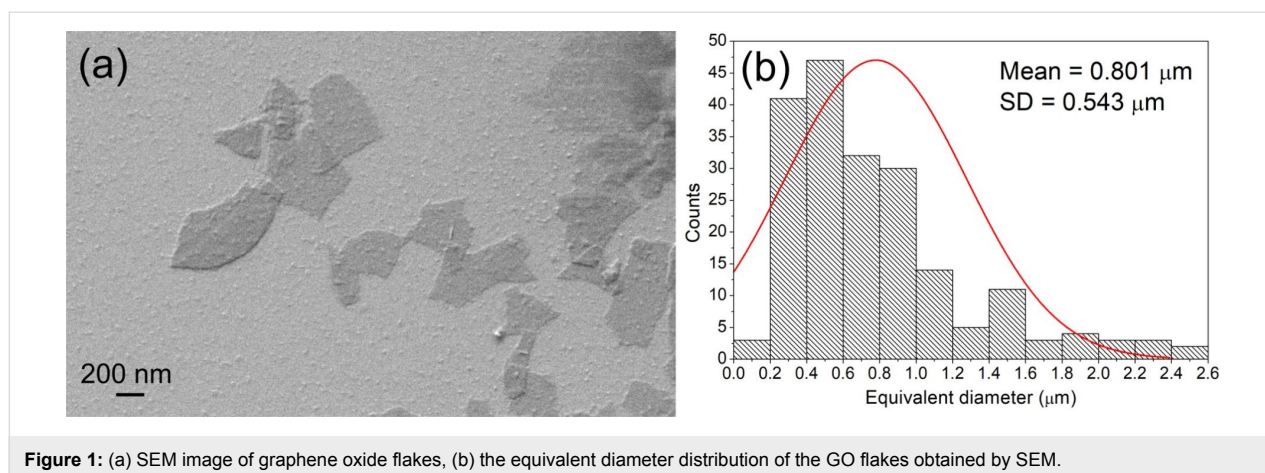 (a)
200 nm
(b)
Mean = 0.801 μm
SD = 0.543 μm
Counts
50
45
40
35
30
25
20
15
10
5
0
0.0 0.2 0.4 0.6 0.8 1.0 1.2 1.4 1.6 1.8 2.0 2.2 2.4 2.6
Equivalent diameter (μm)
Figure 1: (a) SEM image of graphene oxide flakes, (b) the equivalent diameter distribution of the GO flakes obtained by SEM.